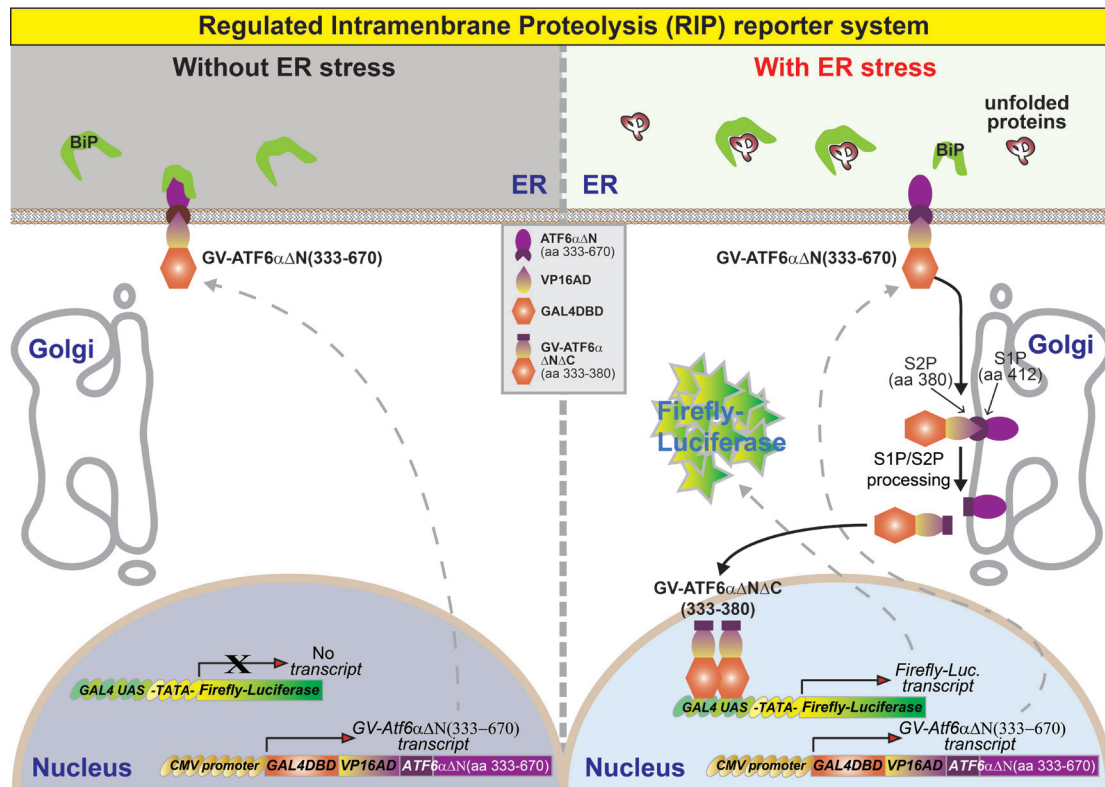 Regulated Intramenbrane Proteolysis (RIP) reporter system
Without ER stress
BiP
ER
GV-ATF6αΔN(333-670)
Golgi
No
transcript
X
GAL4 UAS -TATA- Firefly-Luciferase
GV-Atf6αΔN(333–670)
transcript
CMV promoter GAL4DBD VP16AD ATF6αΔN(aa 333-670)
Nucleus
ATF6αΔN
(aa 333-670)
VP16AD
GAL4DBD
GV-ATF6α
ΔNΔC
(aa 333-380)
With ER stress
unfolded
proteins
BiP
ER
GV-ATF6αΔN(333-670)
Golgi
S2P
(aa 380)
S1P
(aa 412)
Firefly-
Luciferase
S1P/S2P
processing
GV-ATF6αΔNΔC
(333-380)
Firefly-Luc.
transcript
GAL4 UAS -TATA- Firefly-Luciferase
GV-Atf6αΔN(333–670)
transcript
CMV promoter GAL4DBD VP16AD ATF6αΔN(aa 333-670)
Nucleus